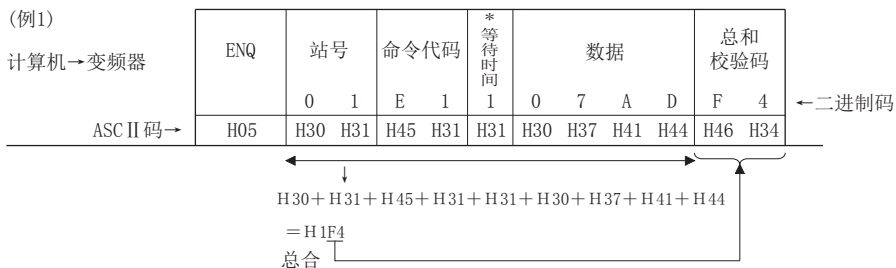 (例1)
计算机→变频器
ENQ 站号 命令代码 *等待时间 数据 总和校验码
0 1 E 1 1 0 7 A D F 4 ←二进制码
ASCⅡ码→ H05 H30 H31 H45 H31 H31 H30 H37 H41 H44 H46 H34
H30+H31+H45+H31+H31+H30+H37+H41+H44
=H1F4
总合